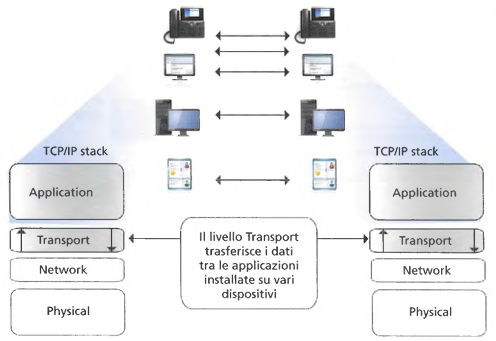 TCP/IP stack
Application
Transport
Network
Physical
Il livello Transport
trasferisce i dati
tra le applicazioni
installate su vari
dispositivi
TCP/IP stack
Application
Transport
Network
Physical